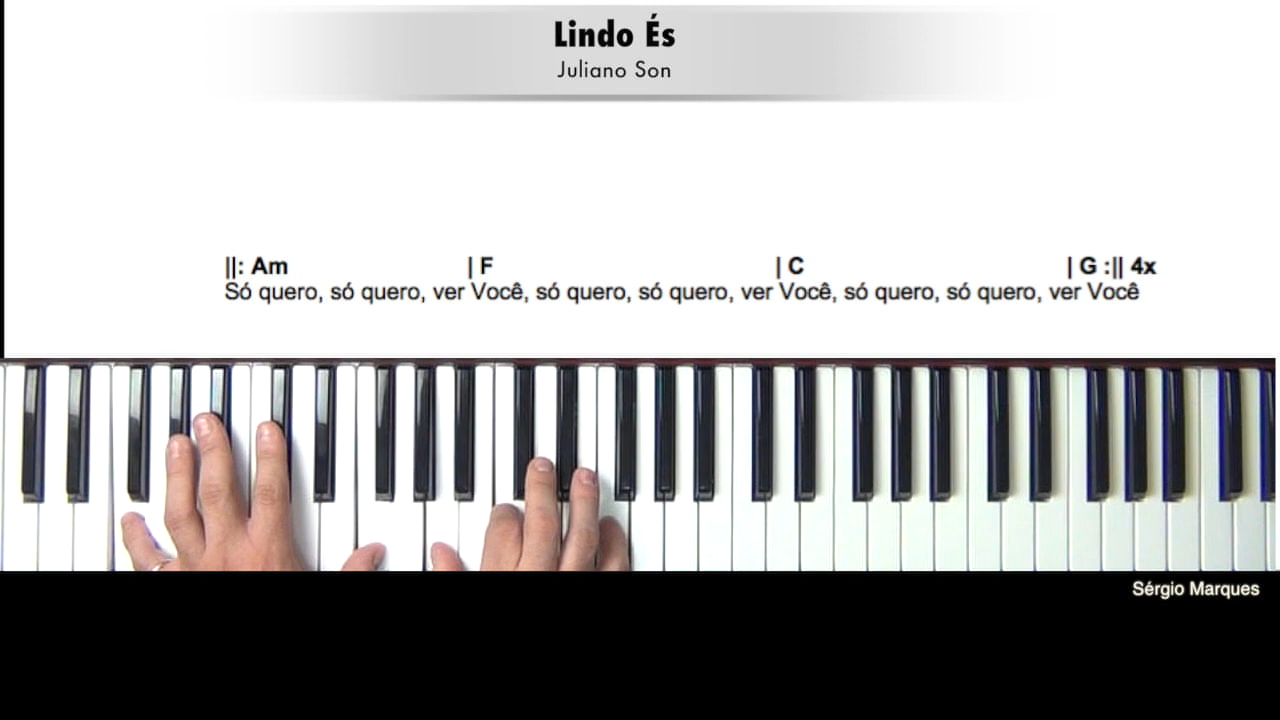 Lindo És
Juliano Son
||: Am | F | C | G :|| 4x
Só quero, só quero, ver Você, só quero, só quero, ver Você, só quero, só quero, ver Você
Sérgio Marques